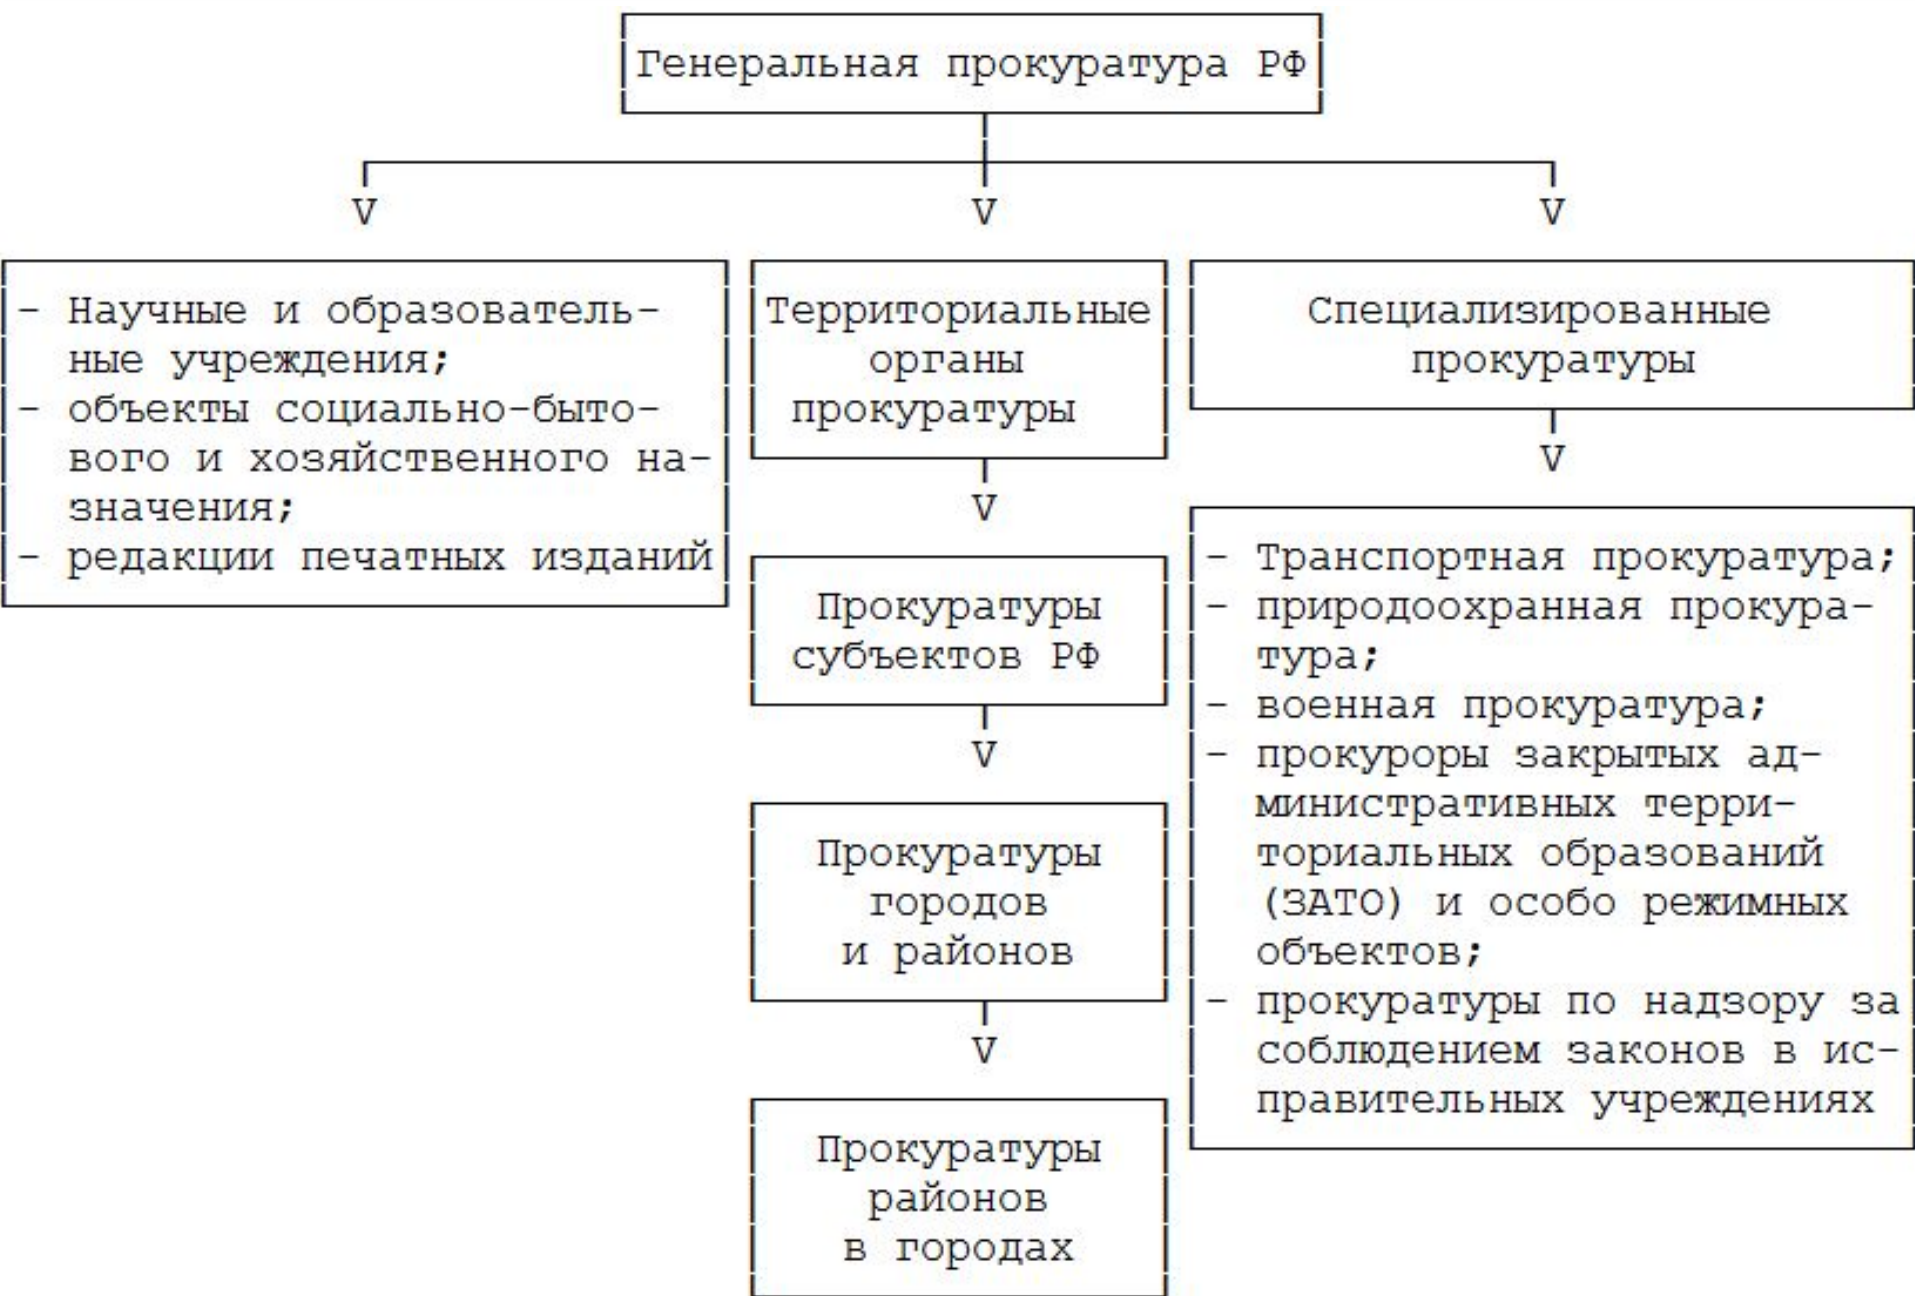 Генеральная прокуратура РФ
V
V
V
- Научные и образователь-
ные учреждения;
- объекты социально-быто-
вого и хозяйственного на-
значения;
- редакции печатных изданий
Территориальные
органы
прокуратуры
V
Прокуратуры
субъектов РФ
V
Прокуратуры
городов
и районов
V
Прокуратуры
районов
в городах
Специализированные
прокуратуры
V
- Транспортная прокуратура;
- природоохранная прокура-
тура;
- военная прокуратура;
- прокуроры закрытых ад-
министративных терри-
ториальных образований
(ЗАТО) и особо режимных
объектов;
- прокуратуры по надзору за
соблюдением законов в ис-
правительных учреждениях